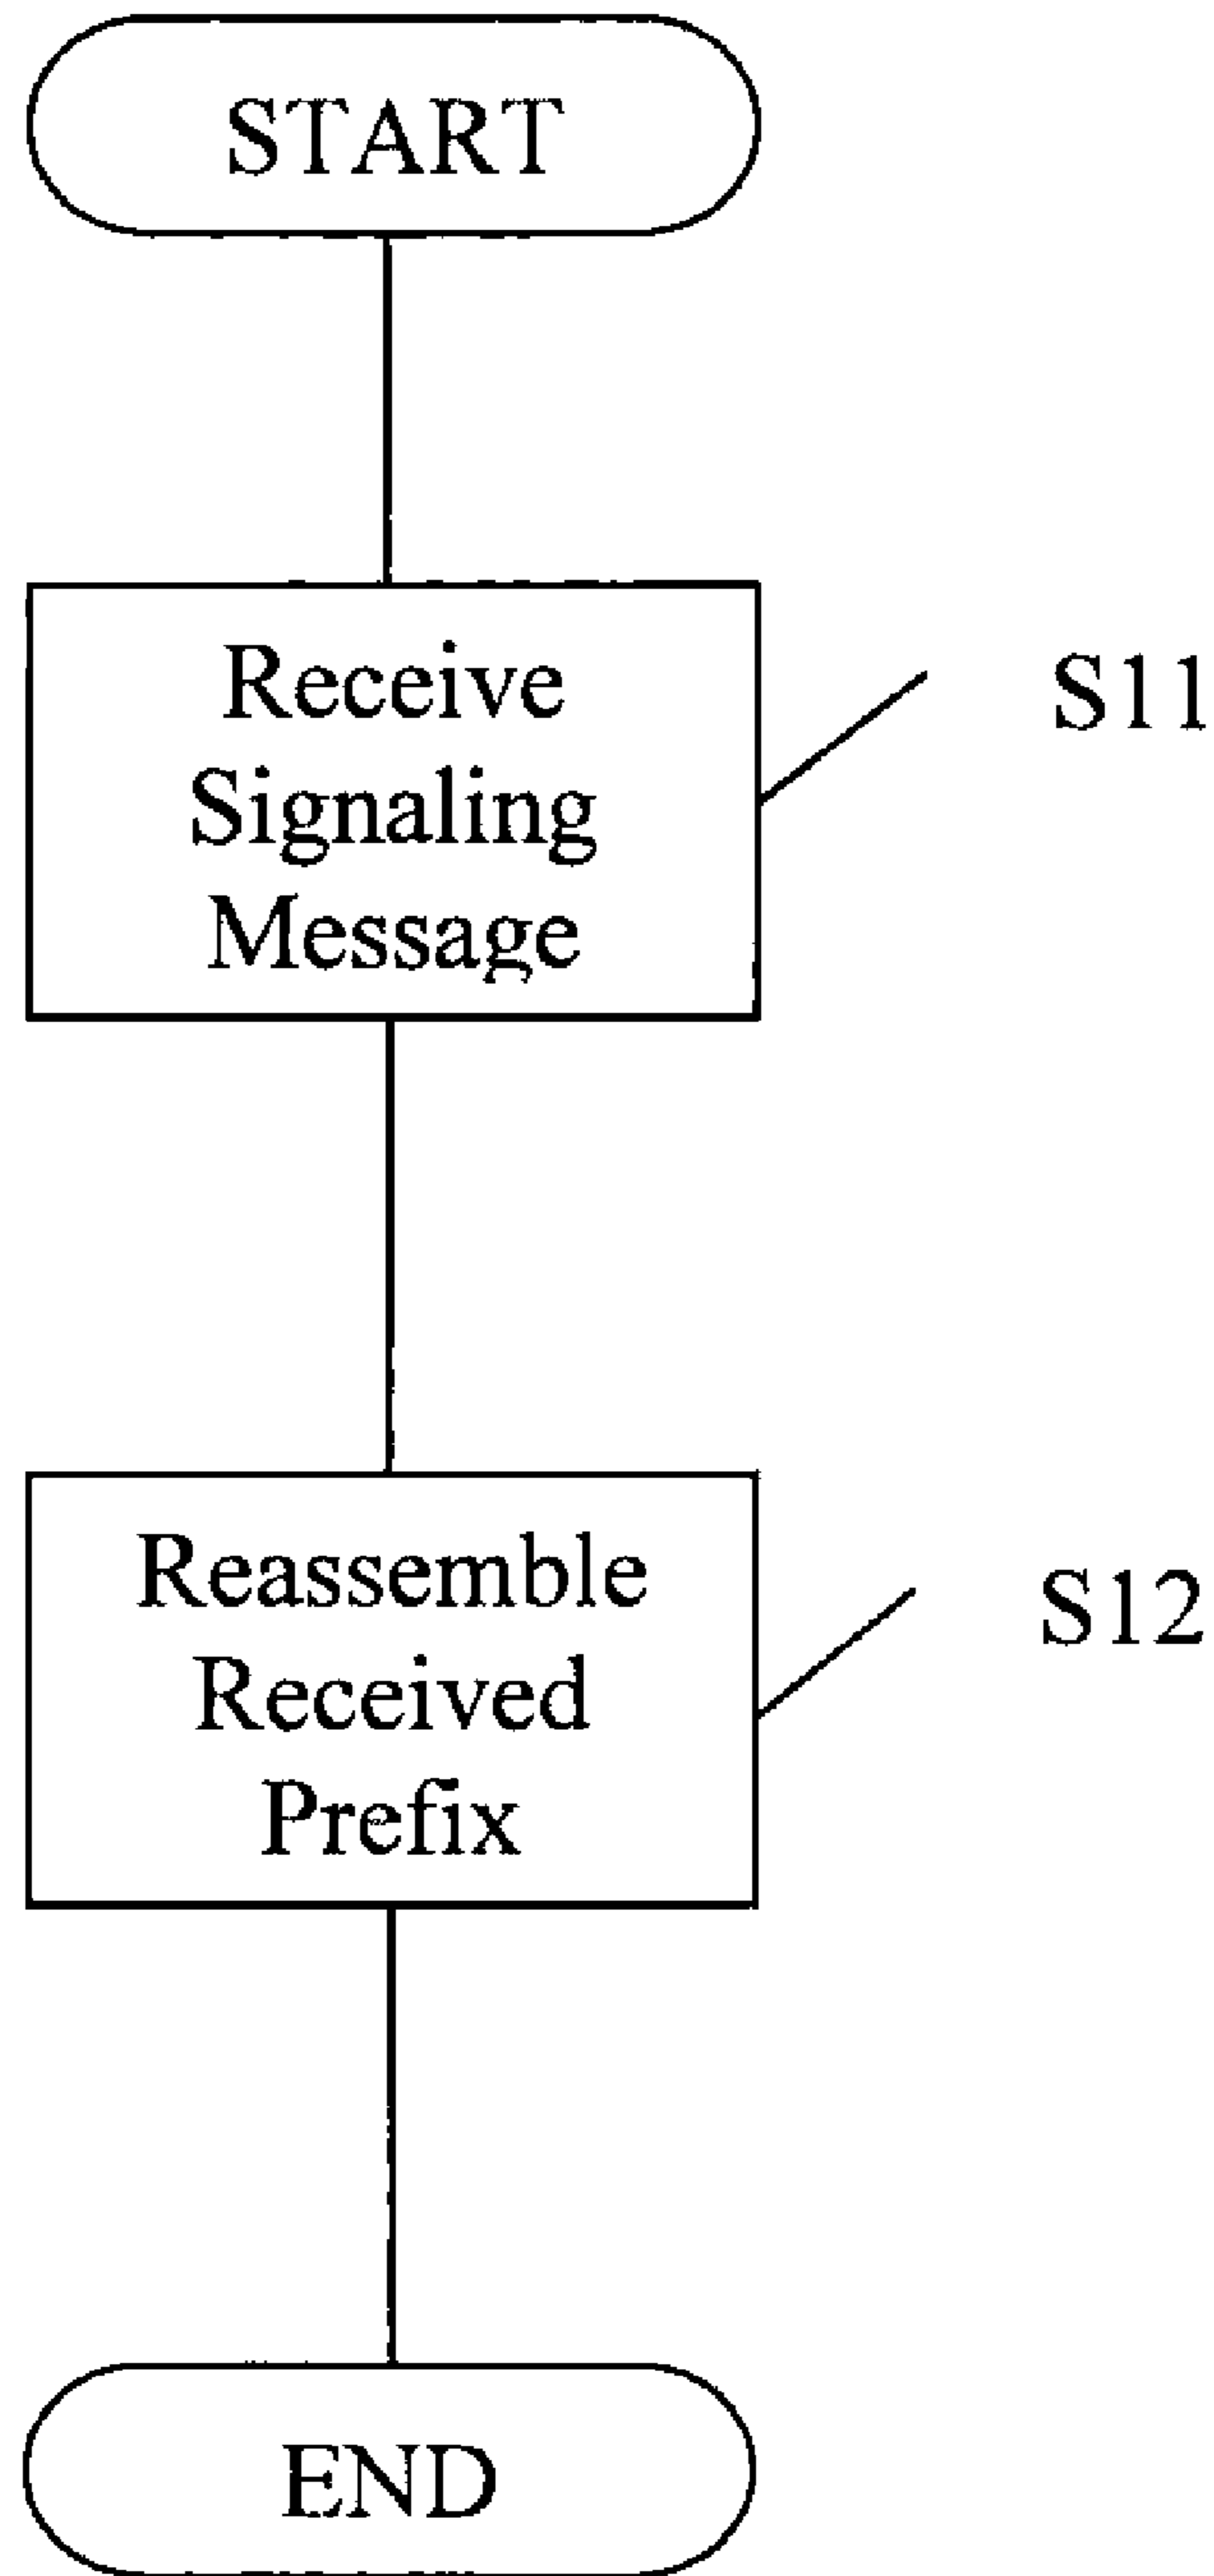 START
Receive
Signaling
Message
S11
Reassemble
Received
Prefix
S12
END